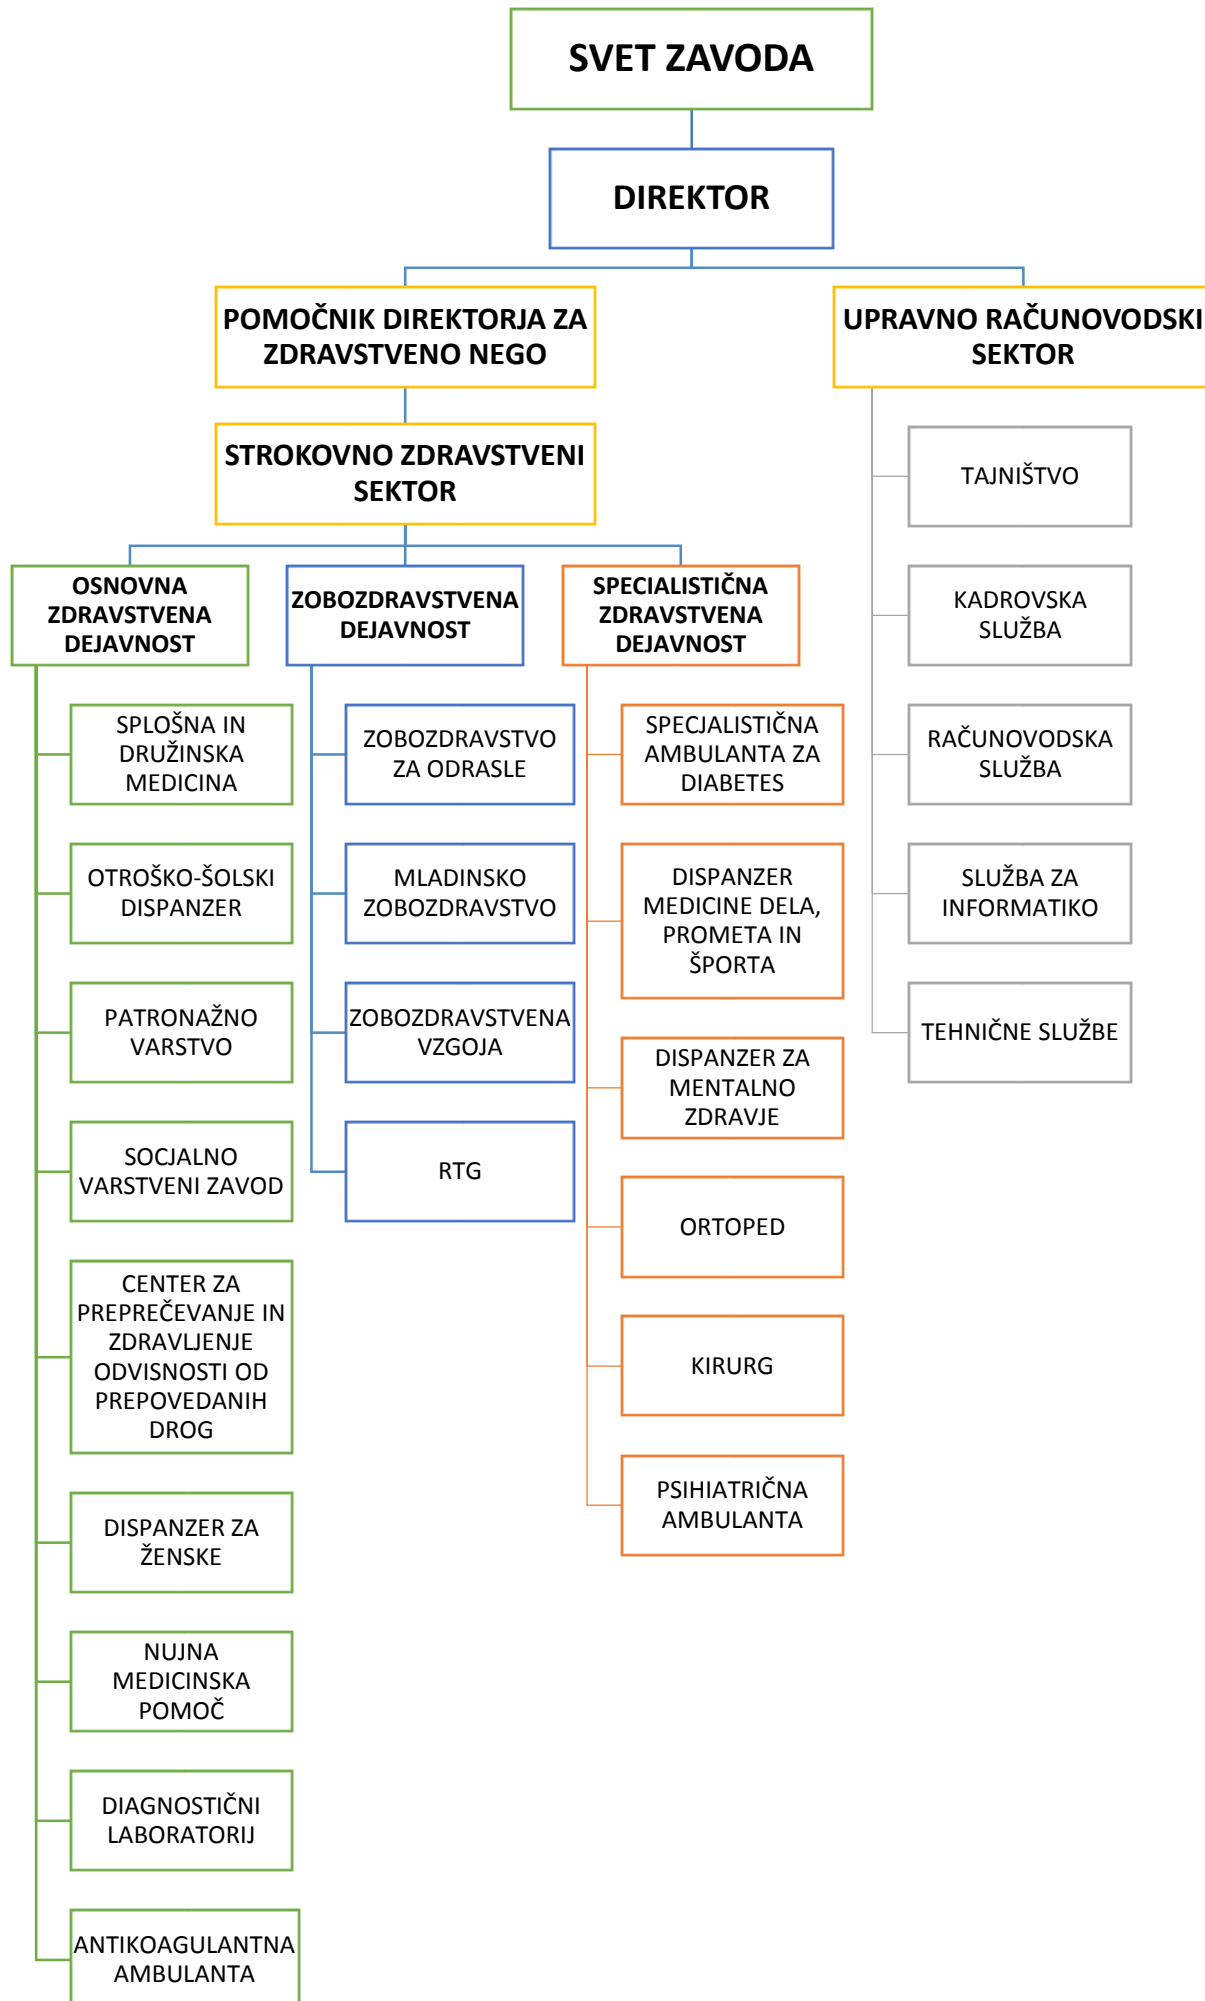 SVET ZAVODA
DIREKTOR
POMOČNIK DIREKTORJA ZA
ZDRAVSTVENO NEGO
UPRAVNO RAČUNOVODSKI
SEKTOR
STROKOVNO ZDRAVSTVENI
SEKTOR
OSNOVNA
ZDRAVSTVENA
DEJAVNOST
SPLOŠNA IN
DRUŽINSKA
MEDICINA
OTROŠKO-ŠOLSKI
DISPANZER
PATRONAŽNO
VARSTVO
SOCJALNO
VARSTVENI ZAVOD
CENTER ZA
PREPREČEVANJE IN
ZDRAVLJENJE
ODVISNOSTI OD
PREPOVEDANIH
DROG
DISPANZER ZA
ŽENSKE
NUJNA
MEDICINSKA
POMOČ
DIAGNOSTIČNI
LABORATORIJ
ANTIKOAGULANTNA
AMBULANTA
ZOBOZDRAVSTVENA
DEJAVNOST
ZOBOZDRAVSTVO
ZA ODRASLE
MLADINSKO
ZOBOZDRAVSTVO
ZOBOZDRAVSTVENA
VZGOJA
RTG
SPECIALISTIČNA
ZDRAVSTVENA
DEJAVNOST
SPECJALISTIČNA
AMBULANTA ZA
DIABETES
DISPANZER
MEDICINE DELA,
PROMETA IN
ŠPORTA
DISPANZER ZA
MENTALNO
ZDRAVJE
ORTOPED
KIRURG
PSIHIATRIČNA
AMBULANTA
TAJNIŠTVO
KADROVSKA
SLUŽBA
RAČUNOVODSKA
SLUŽBA
SLUŽBA ZA
INFORMATIKO
TEHNIČNE SLUŽBE